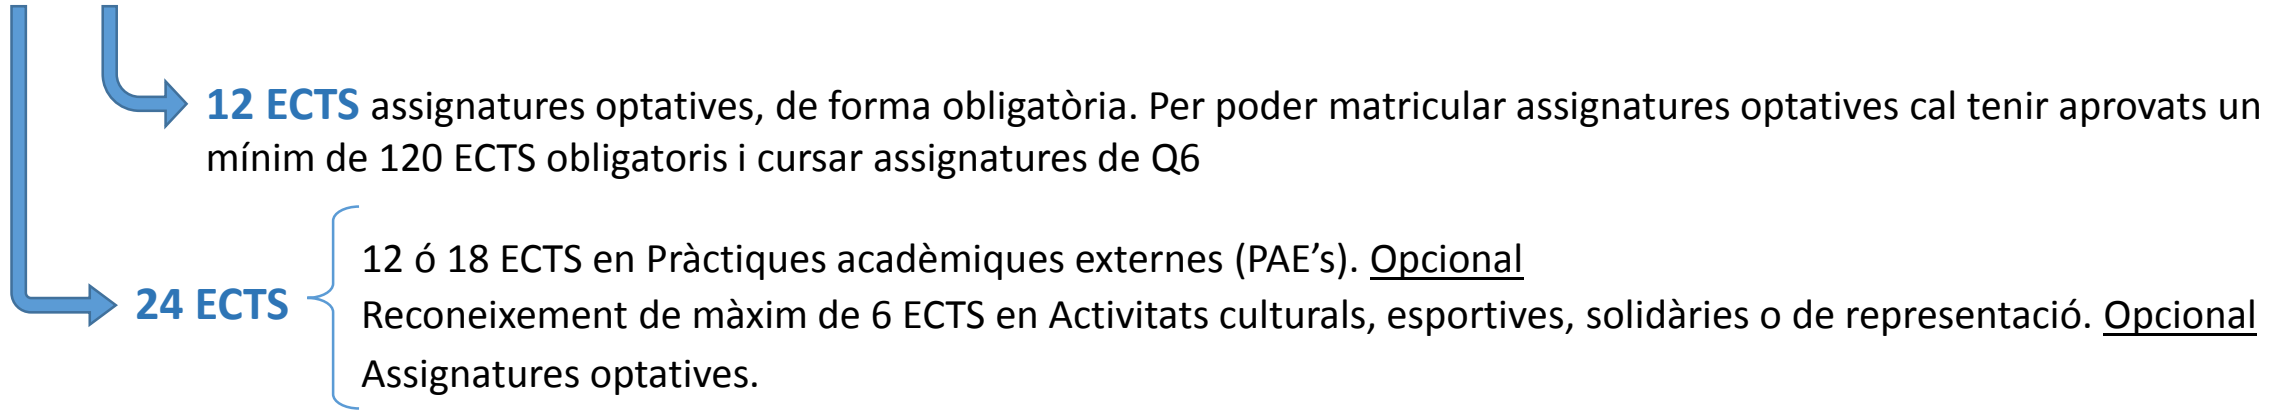 12 ECTS assignatures optatives, de forma obligatòria. Per poder matricular assignatures optatives cal tenir aprovats un
mínim de 120 ECTS obligatoris i cursar assignatures de Q6
12 ó 18 ECTS en Pràctiques acadèmiques externes (PAE’s). Opcional
24 ECTS
Reconeixement de màxim de 6 ECTS en Activitats culturals, esportives, solidàries o de representació. Opcional
Assignatures optatives.